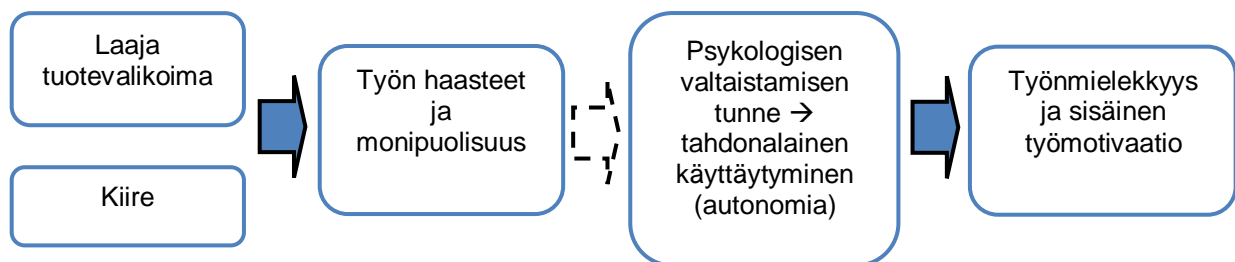 Laaja
tuotevalikoima
Kiire
Työn haasteet
ja
monipuolisuus
Psykologisen
valtaistamisen
tunne →
tahdonalainen
käyttäytyminen
(autonomia)
Työnmielekkyys
ja sisäinen
työmotivaatio